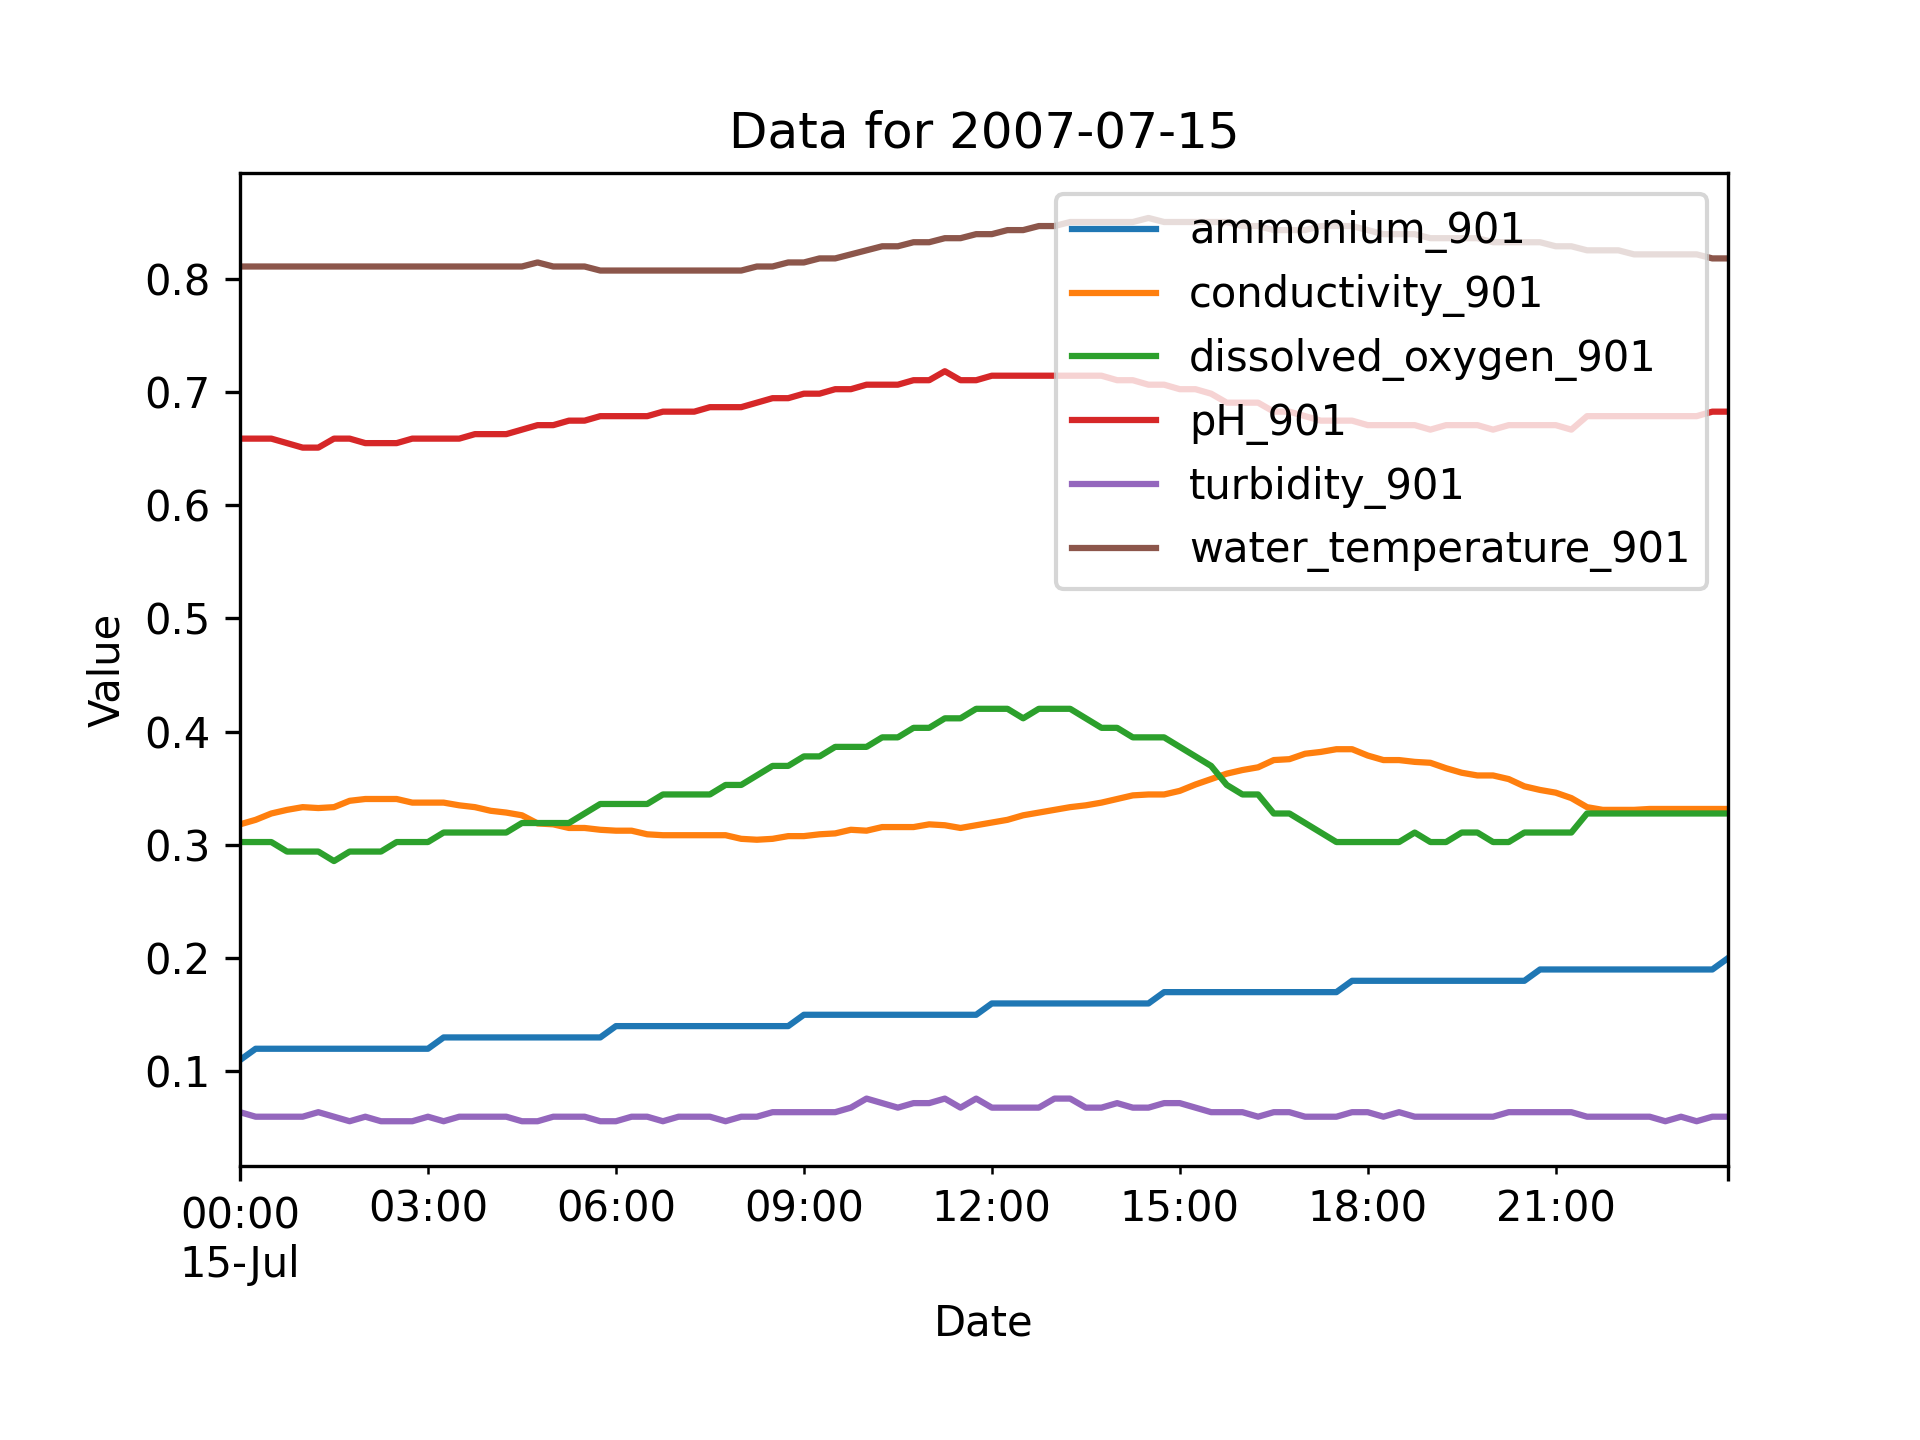 Data for 2007-07-15
ammonium_901
conductivity_901
dissolved_oxygen_901
pH_901
turbidity_901
water_temperature_901
Value
0.8
0.7
0.6
0.5
0.4
0.3
0.2
0.1
00:00 03:00 06:00 09:00 12:00 15:00 18:00 21:00
15-Jul
Date